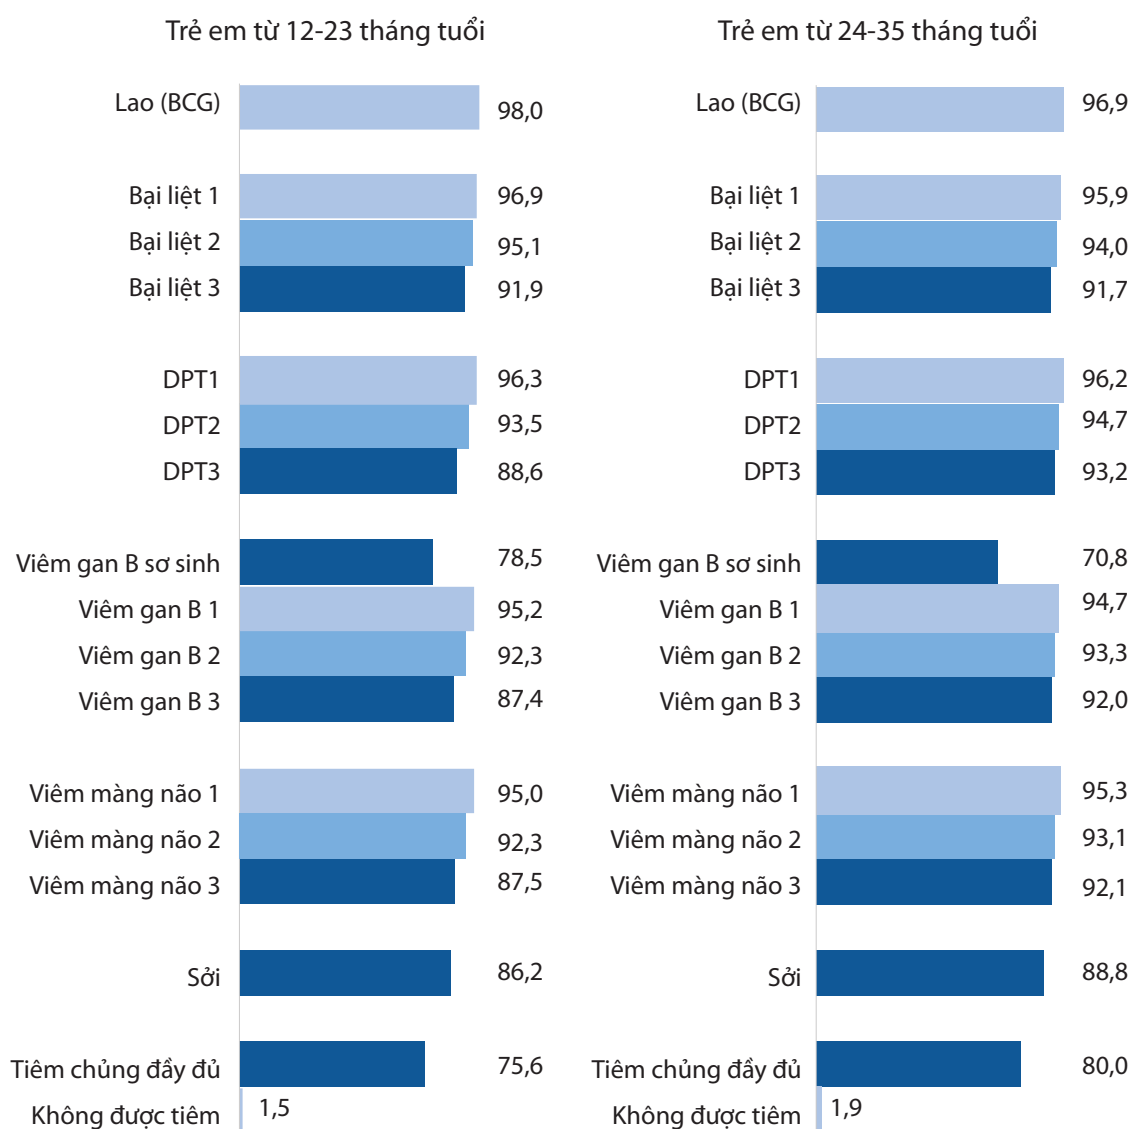 Trẻ em từ 12-23 tháng tuổi
Lao (BCG) 98,0
Bại liệt 1 96,9
Bại liệt 2 95,1
Bại liệt 3 91,9
DPT1 96,3
DPT2 93,5
DPT3 88,6
Viêm gan B sơ sinh 78,5
Viêm gan B 1 95,2
Viêm gan B 2 92,3
Viêm gan B 3 87,4
Viêm màng não 1 95,0
Viêm màng não 2 92,3
Viêm màng não 3 87,5
Sởi 86,2
Tiêm chủng đầy đủ 75,6
Không được tiêm 1,5
Trẻ em từ 24-35 tháng tuổi
Lao (BCG) 96,9
Bại liệt 1 95,9
Bại liệt 2 94,0
Bại liệt 3 91,7
DPT1 96,2
DPT2 94,7
DPT3 93,2
Viêm gan B sơ sinh 70,8
Viêm gan B 1 94,7
Viêm gan B 2 93,3
Viêm gan B 3 92,0
Viêm màng não 1 95,3
Viêm màng não 2 93,1
Viêm màng não 3 92,1
Sởi 88,8
Tiêm chủng đầy đủ 80,0
Không được tiêm 1,9